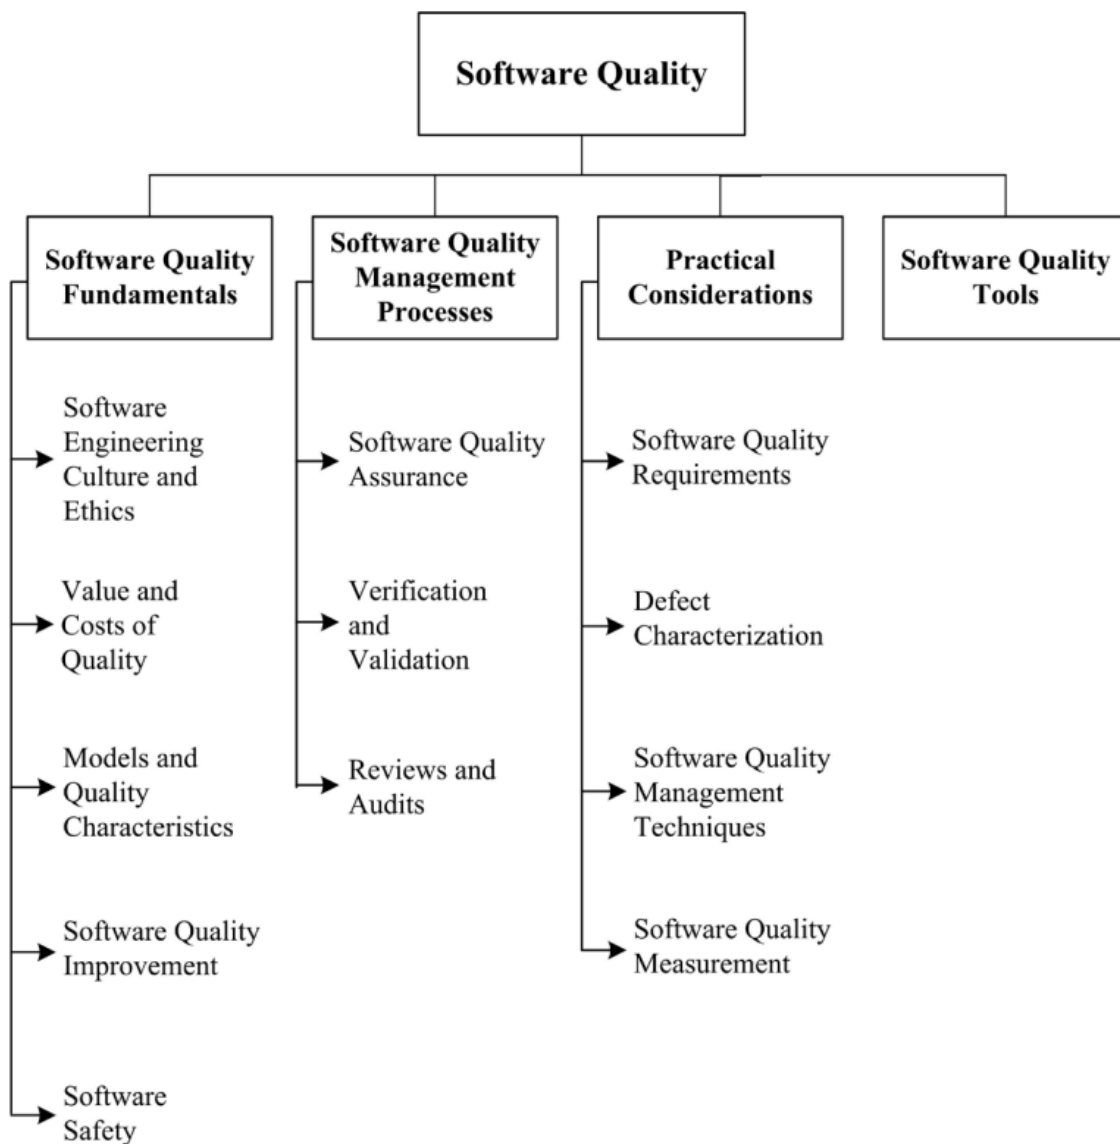 Software Quality
Software Quality
Fundamentals
Software
Engineering
Culture and
Ethics
Value and
Costs of
Quality
Models and
Quality
Characteristics
Software Quality
Improvement
Software
Safety
Software Quality
Management
Processes
Software Quality
Assurance
Verification
and
Validation
Reviews and
Audits
Practical
Considerations
Software Quality
Requirements
Defect
Characterization
Software Quality
Management
Techniques
Software Quality
Measurement
Software Quality
Tools